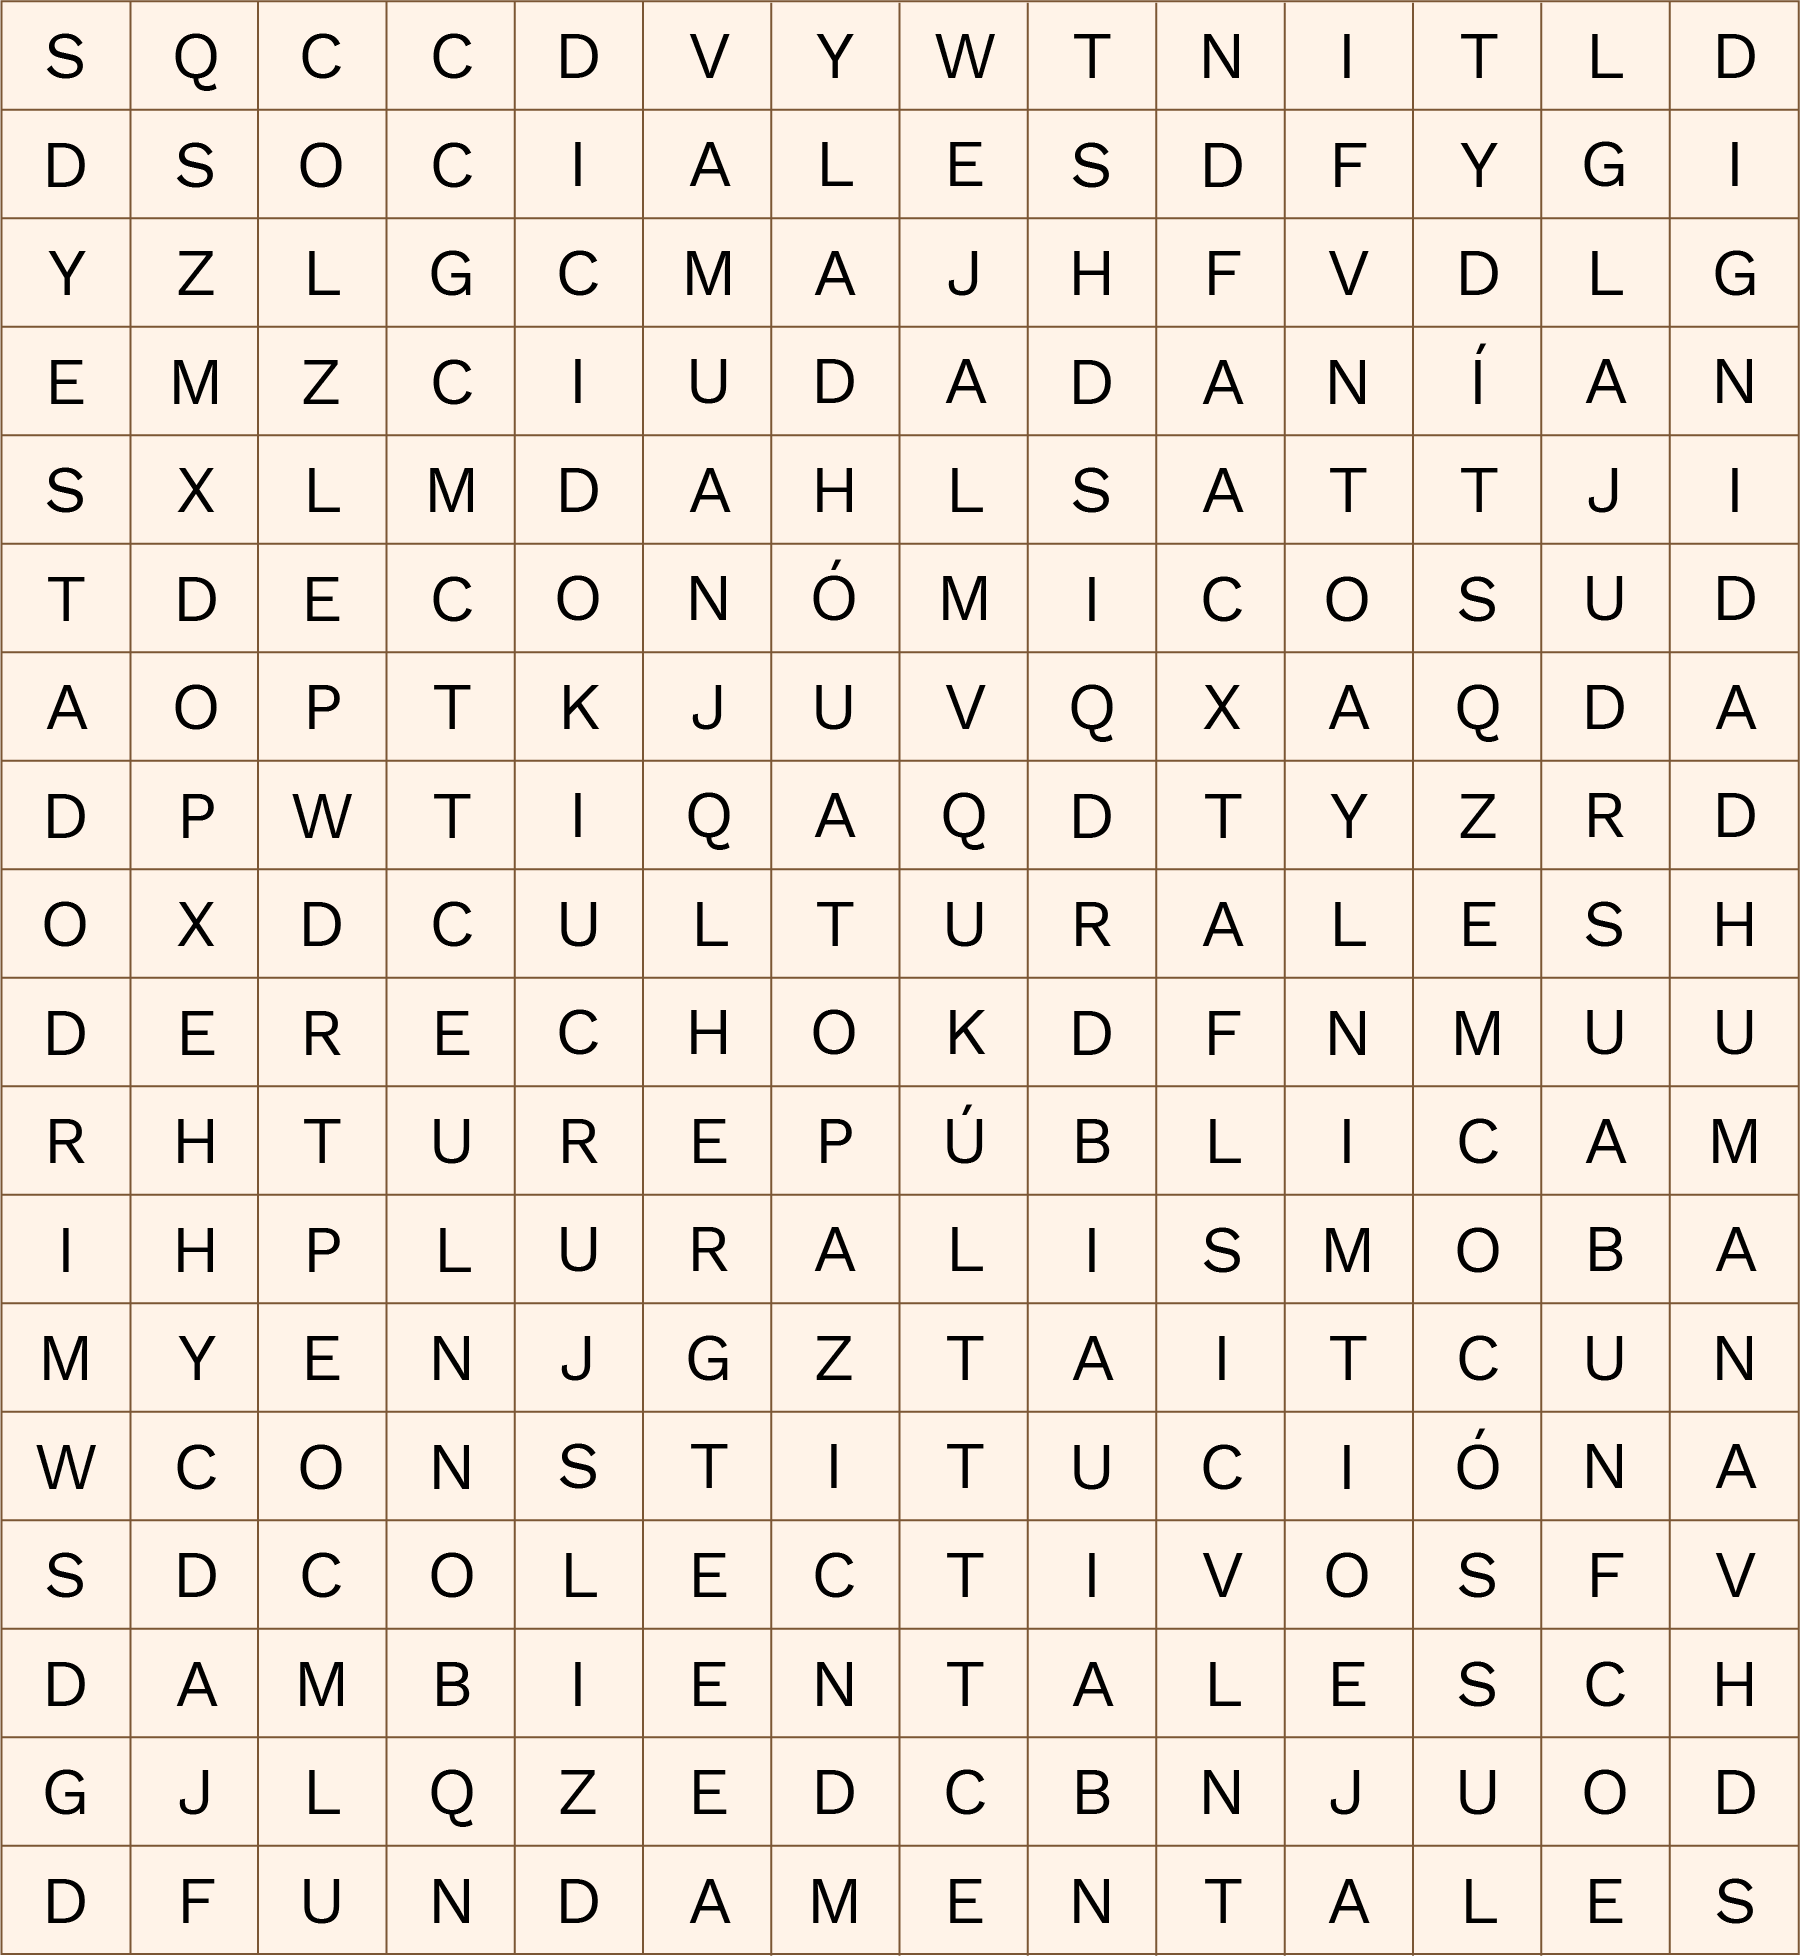 S Q C C D V Y W T N I T L D
D S O C I A L E S D F Y G I
Y Z L G C M A J H F V D L G
E M Z C I U D A D A N Í A N
S X L M D A H L S A T T J I
T D E C O N Ó M I C O S U D
A O P T K J U V Q X A Q D A
D P W T I Q A Q D T Y Z R D
O X D C U L T U R A L E S H
D E R E C H O K D F N M U U
R H T U R E P Ú B L I C A M
I H P L U R A L I S M O B A
M Y E N J G Z T A I T C U N
W C O N S T I T U C I Ó N A
S D C O L E C T I V O S F V
D A M B I E N T A L E S C H
G J L Q Z E D C B N J U O D
D F U N D A M E N T A L E S